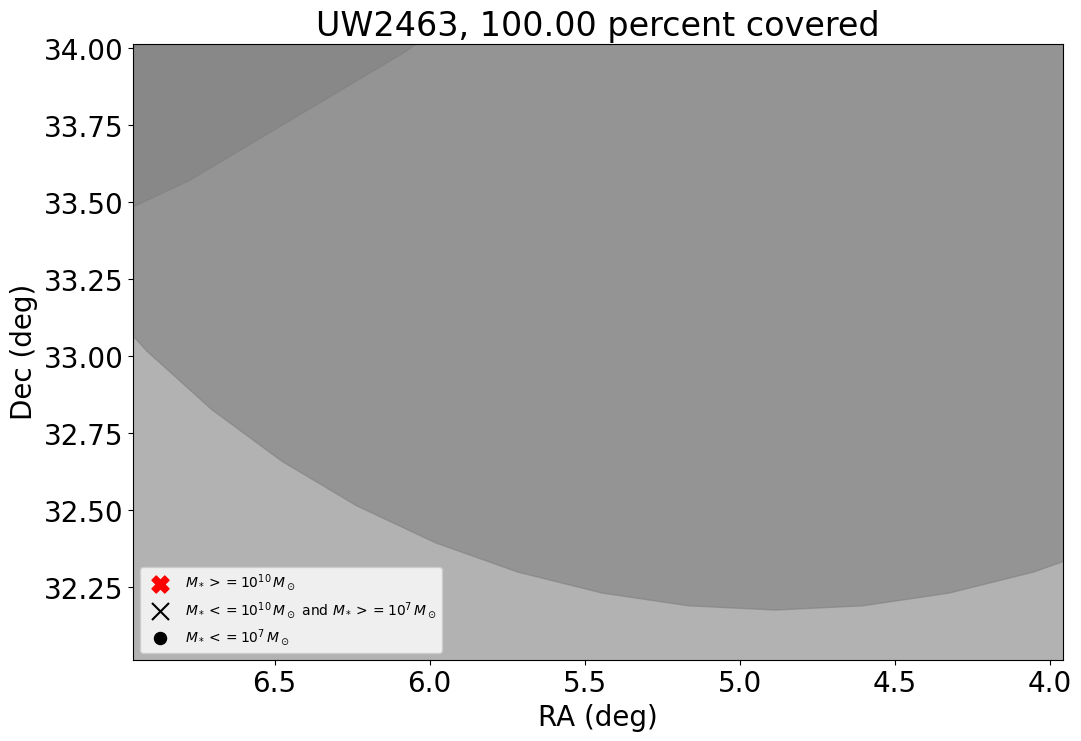 UW2463, 100.00 percent covered
34.00
33.75
33.50
33.25
33.00
32.75
32.50
32.25
Dec (deg)
M* >= 10^10 M⊙
M* <= 10^10 M⊙ and M* >= 10^7 M⊙
M* <= 10^7 M⊙
6.5 6.0 5.5 5.0 4.5 4.0
RA (deg)